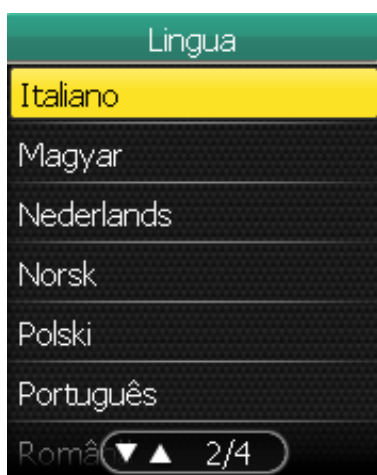 Lingua
Italiano
Magyar
Nederlands
Norsk
Polski
Português
▼ ▲ 2/4